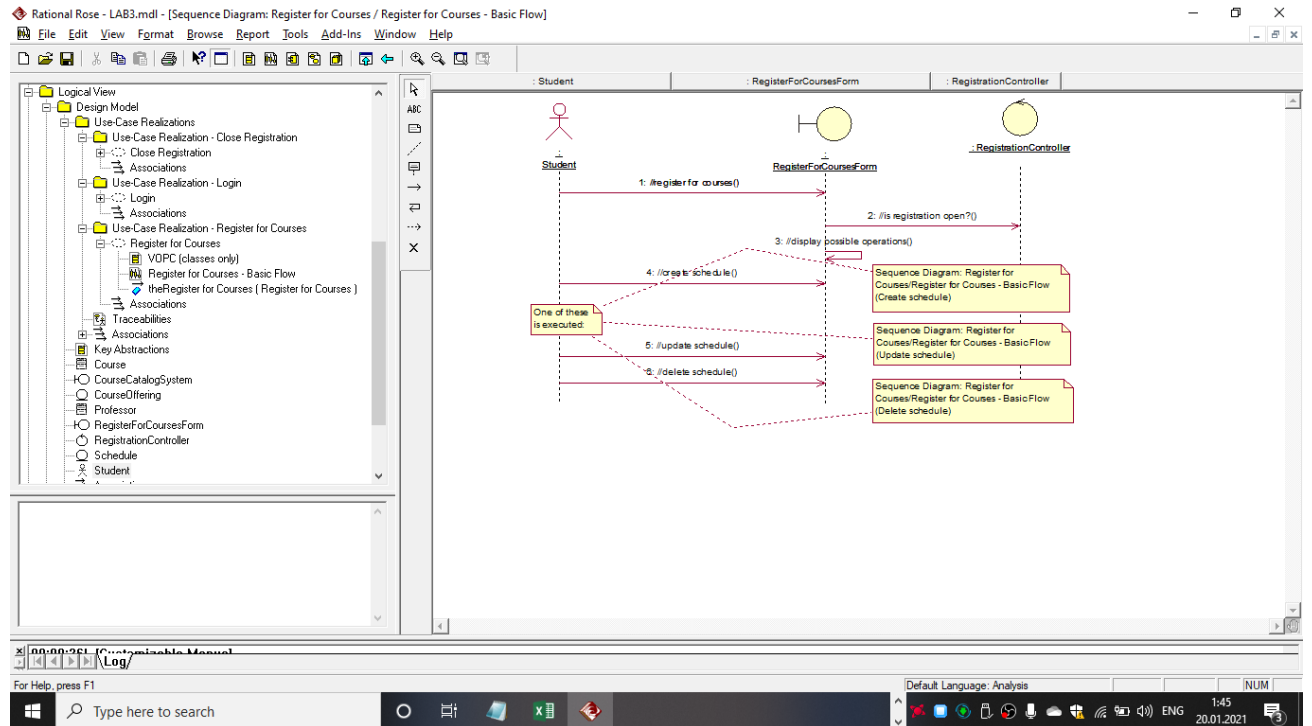 Rational Rose - LAB3.mdl - [Sequence Diagram: Register for Courses / Register for Courses - Basic Flow]
File Edit View Format Browse Report Tools Add-Ins Window Help
Logical View
Design Model
Use-Case Realizations
Use-Case Realization - Close Registration
Close Registration
Associations
Use-Case Realization - Login
Login
Associations
Use-Case Realization - Register for Courses
Register for Courses
VOPC (classes only)
Register for Courses - Basic Flow
theRegister for Courses ( Register for Courses )
Associations
Traceabilities
Associations
Key Abstractions
Course
CourseCatalogSystem
CourseOffering
Professor
RegisterForCoursesForm
RegistrationController
Schedule
Student
ABC
: Student : RegisterForCoursesForm : RegistrationController
: RegistrationController
:
Student
:
RegisterForCoursesForm
1: //register for courses()
2: //is registration open?()
3: //display possible operations()
4: //create schedule()
Sequence Diagram: Register for
Courses/Register for Courses - Basic Flow
(Create schedule)
One of these
is executed:
Sequence Diagram: Register for
Courses/Register for Courses - Basic Flow
(Update schedule)
5: //update schedule()
6: //delete schedule()
Sequence Diagram: Register for
Courses/Register for Courses - Basic Flow
(Delete schedule)
Log
For Help, press F1
Default Language: Analysis
NUM
Type here to search
ENG
1:45
20.01.2021
3